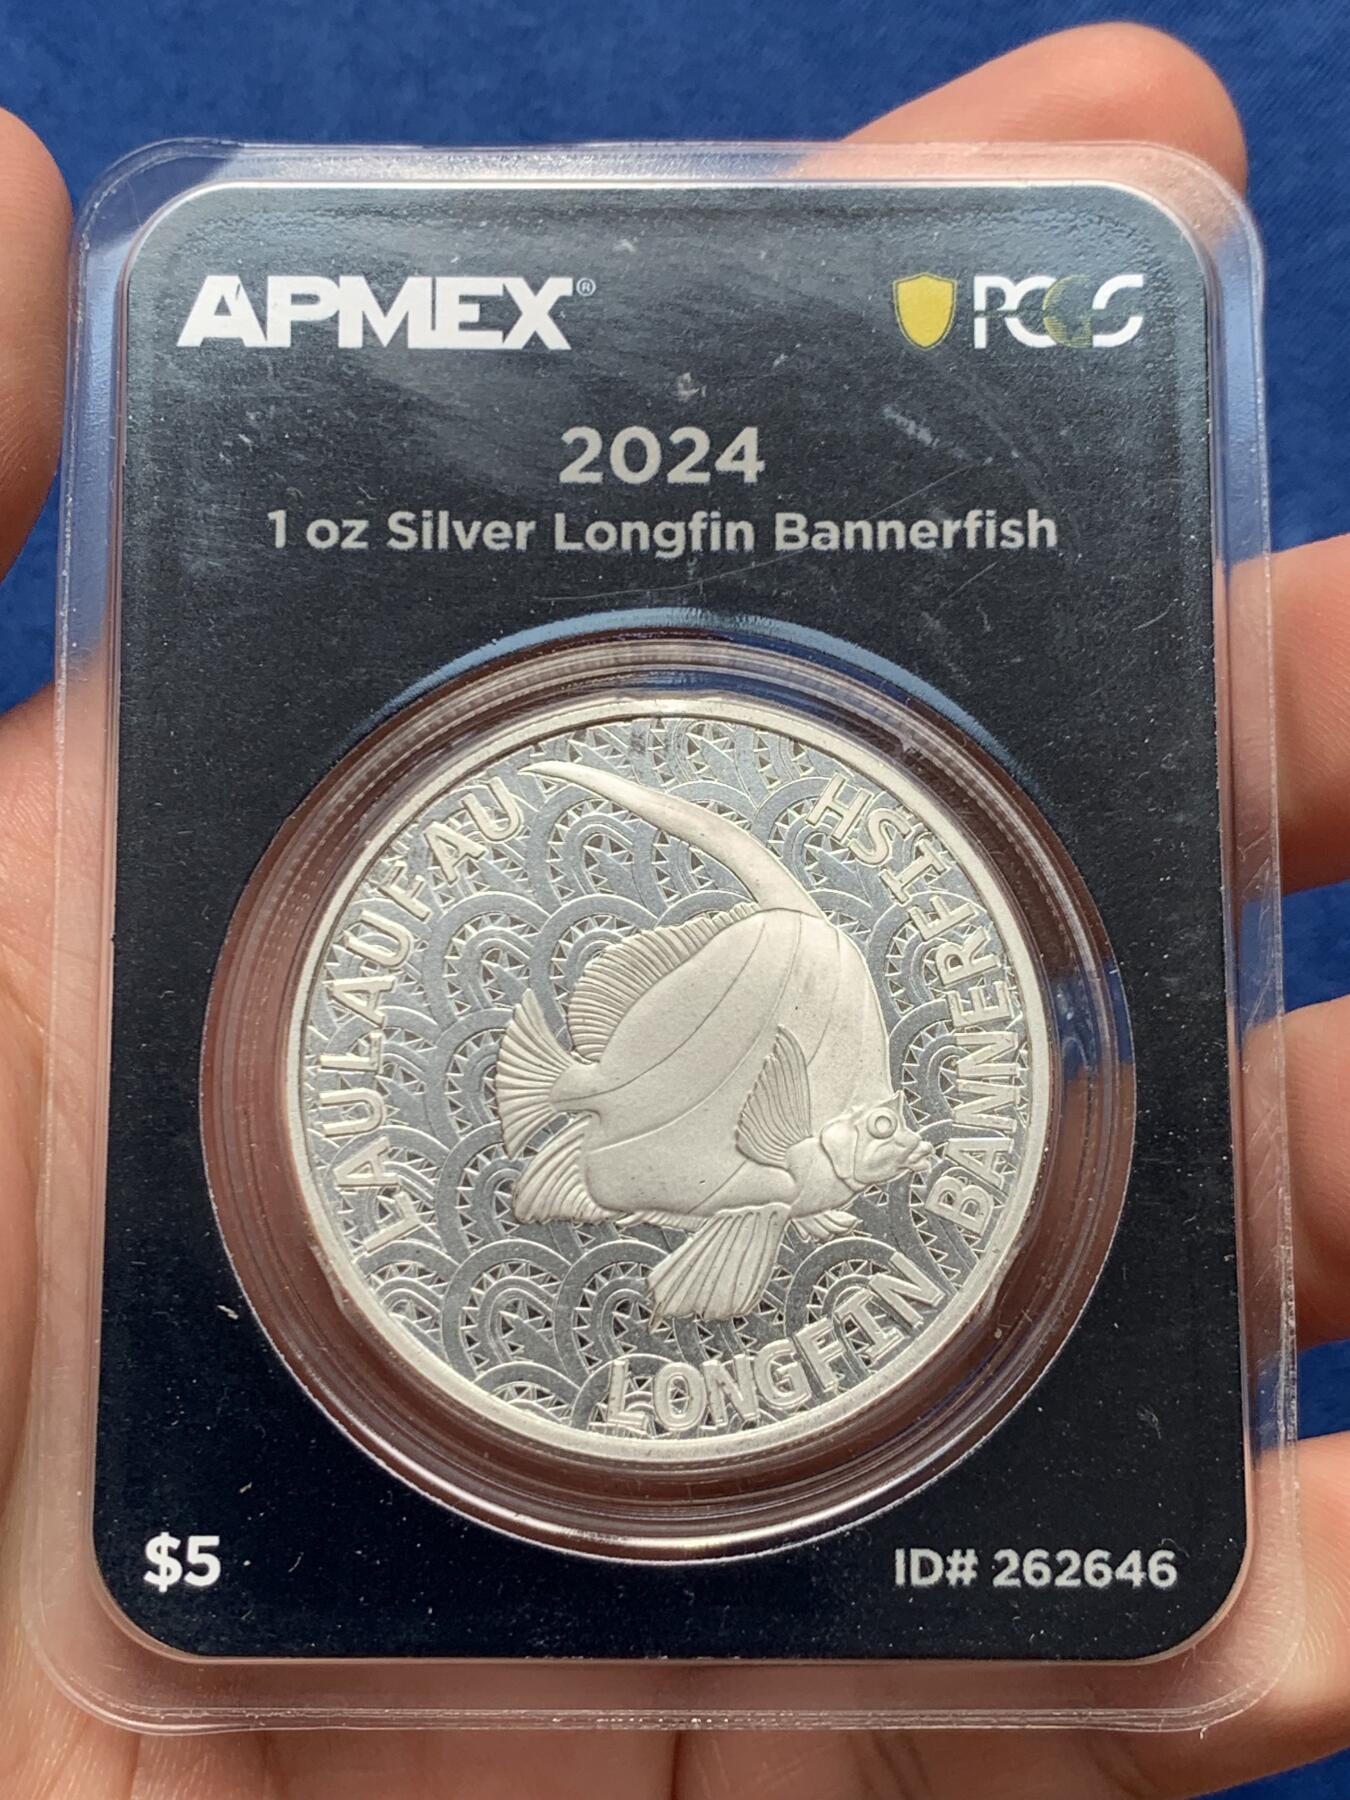 APMEX®
PCGS
2024
1 oz Silver Longfin Bannerfish
LAULAUFAU
LONGFIN BANNERFISH
$5
ID# 262646